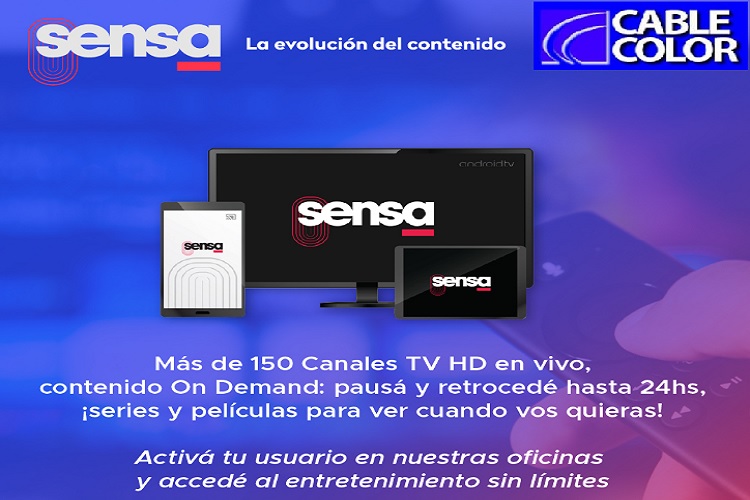 sensa
La evolución del contenido
CABLE
COLOR
androidtv
sensa
sensa
sensa
Más de 150 Canales TV HD en vivo,
contenido On Demand: pausá y retrocedé hasta 24hs,
¡series y películas para ver cuando vos quieras!
Activá tu usuario en nuestras oficinas
y accedé al entretenimiento sin límites